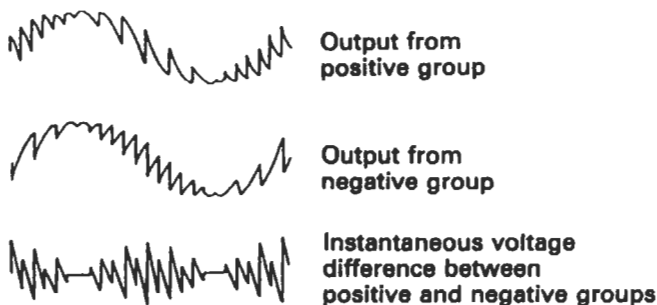 Output from
positive group
Output from
negative group
Instantaneous voltage
difference between
positive and negative groups